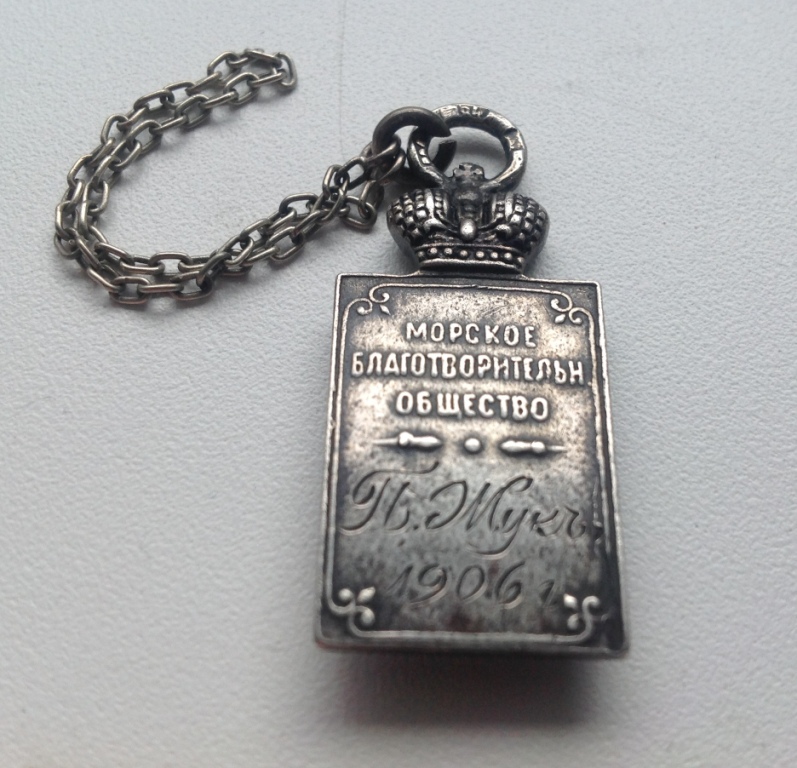 МОРСКОЕ
БЛАГОТВОРИТЕЛЬН
ОБЩЕСТВО
П. Жукъ
1906 г